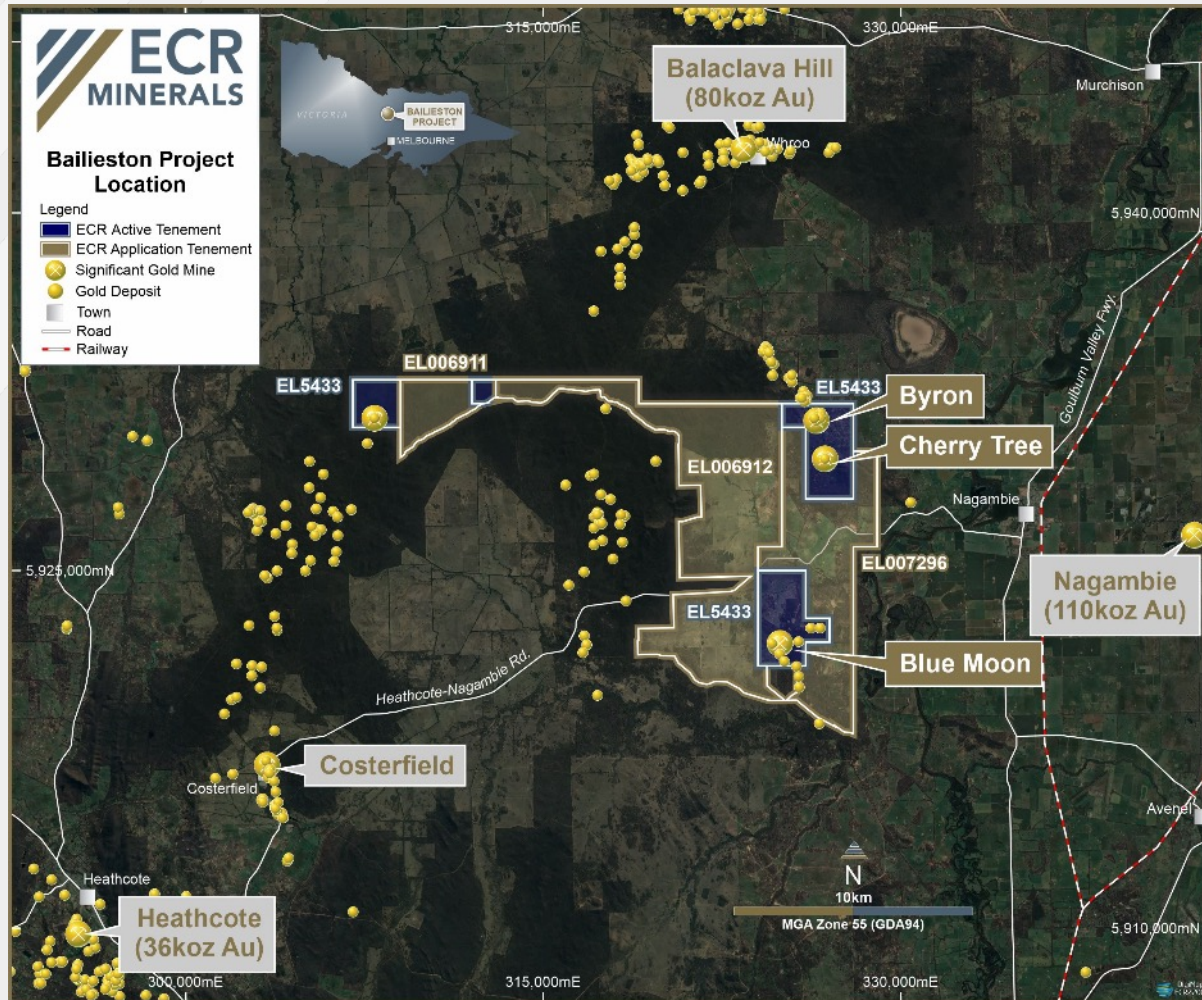 ECR
MINERALS
Bailieston Project
Location
Legend
ECR Active Tenement
ECR Application Tenement
Significant Gold Mine
Gold Deposit
Town
Road
Railway
VICTORIA
BAILIESTON
PROJECT
MELBOURNE
315,000mE
330,000mE
Balaclava Hill
(80koz Au)
Whroo
Murchison
5,940,000mN
Goulburn Valley Fwy.
EL006911
EL5433
EL5433
Byron
Cherry Tree
EL006912
Nagambie
5,925,000mN
EL007296
Nagambie
(110koz Au)
EL5433
Blue Moon
Heathcote-Nagambie Rd.
Costerfield
Costerfield
Avenel
Heathcote
N
10km
MGA Zone 55 (GDA94)
Heathcote
(36koz Au)
5,910,000mN
300,000mE
315,000mE
330,000mE